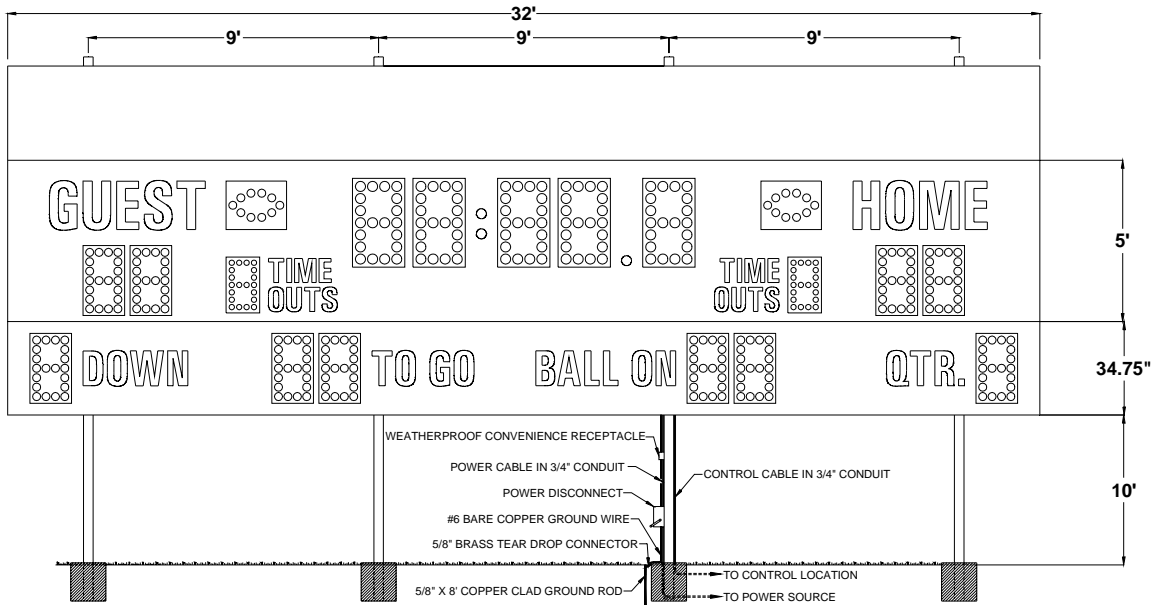 32'
9'
9'
9'
GUEST
HOME
5'
TIME
OUTS
TIME
OUTS
DOWN
TO GO
BALL ON
QTR.
34.75"
WEATHERPROOF CONVENIENCE RECEPTACLE
POWER CABLE IN 3/4" CONDUIT
CONTROL CABLE IN 3/4" CONDUIT
POWER DISCONNECT
10'
#6 BARE COPPER GROUND WIRE
5/8" BRASS TEAR DROP CONNECTOR
TO CONTROL LOCATION
5/8" X 8' COPPER CLAD GROUND ROD
TO POWER SOURCE